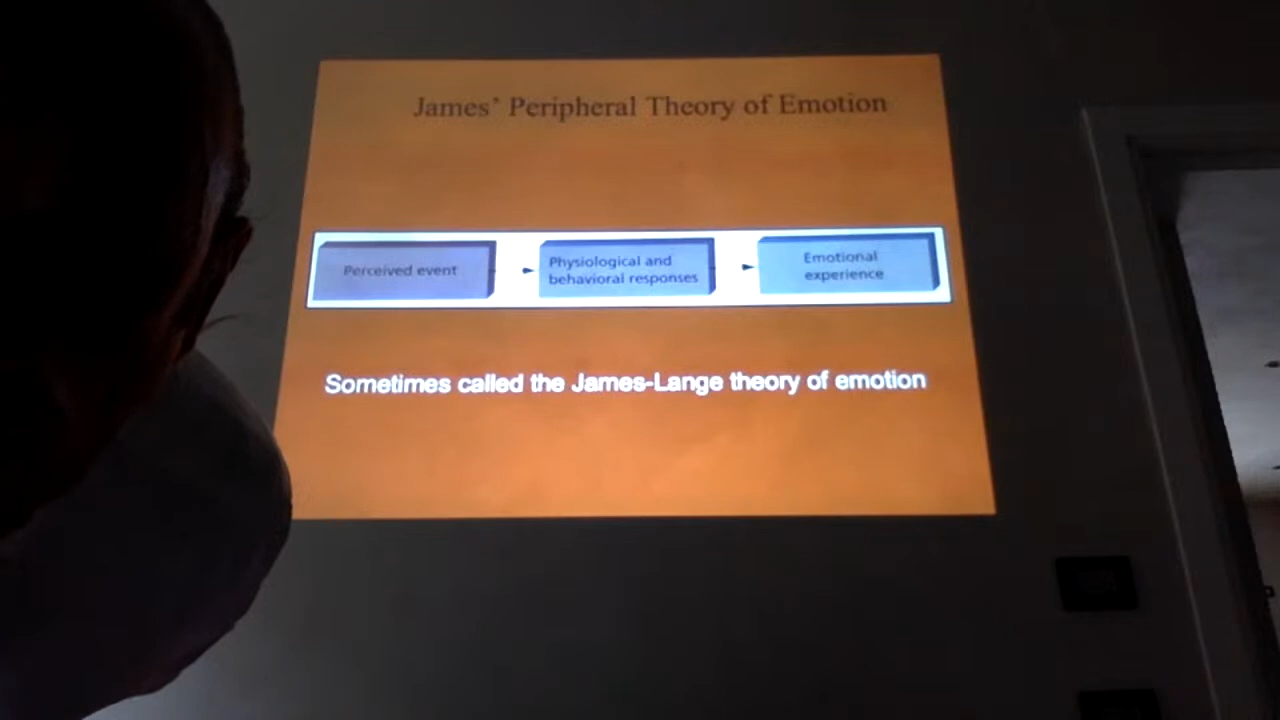 James' Peripheral Theory of Emotion
Perceived event
Physiological and
behavioral responses
Emotional
experience
Sometimes called the James-Lange theory of emotion